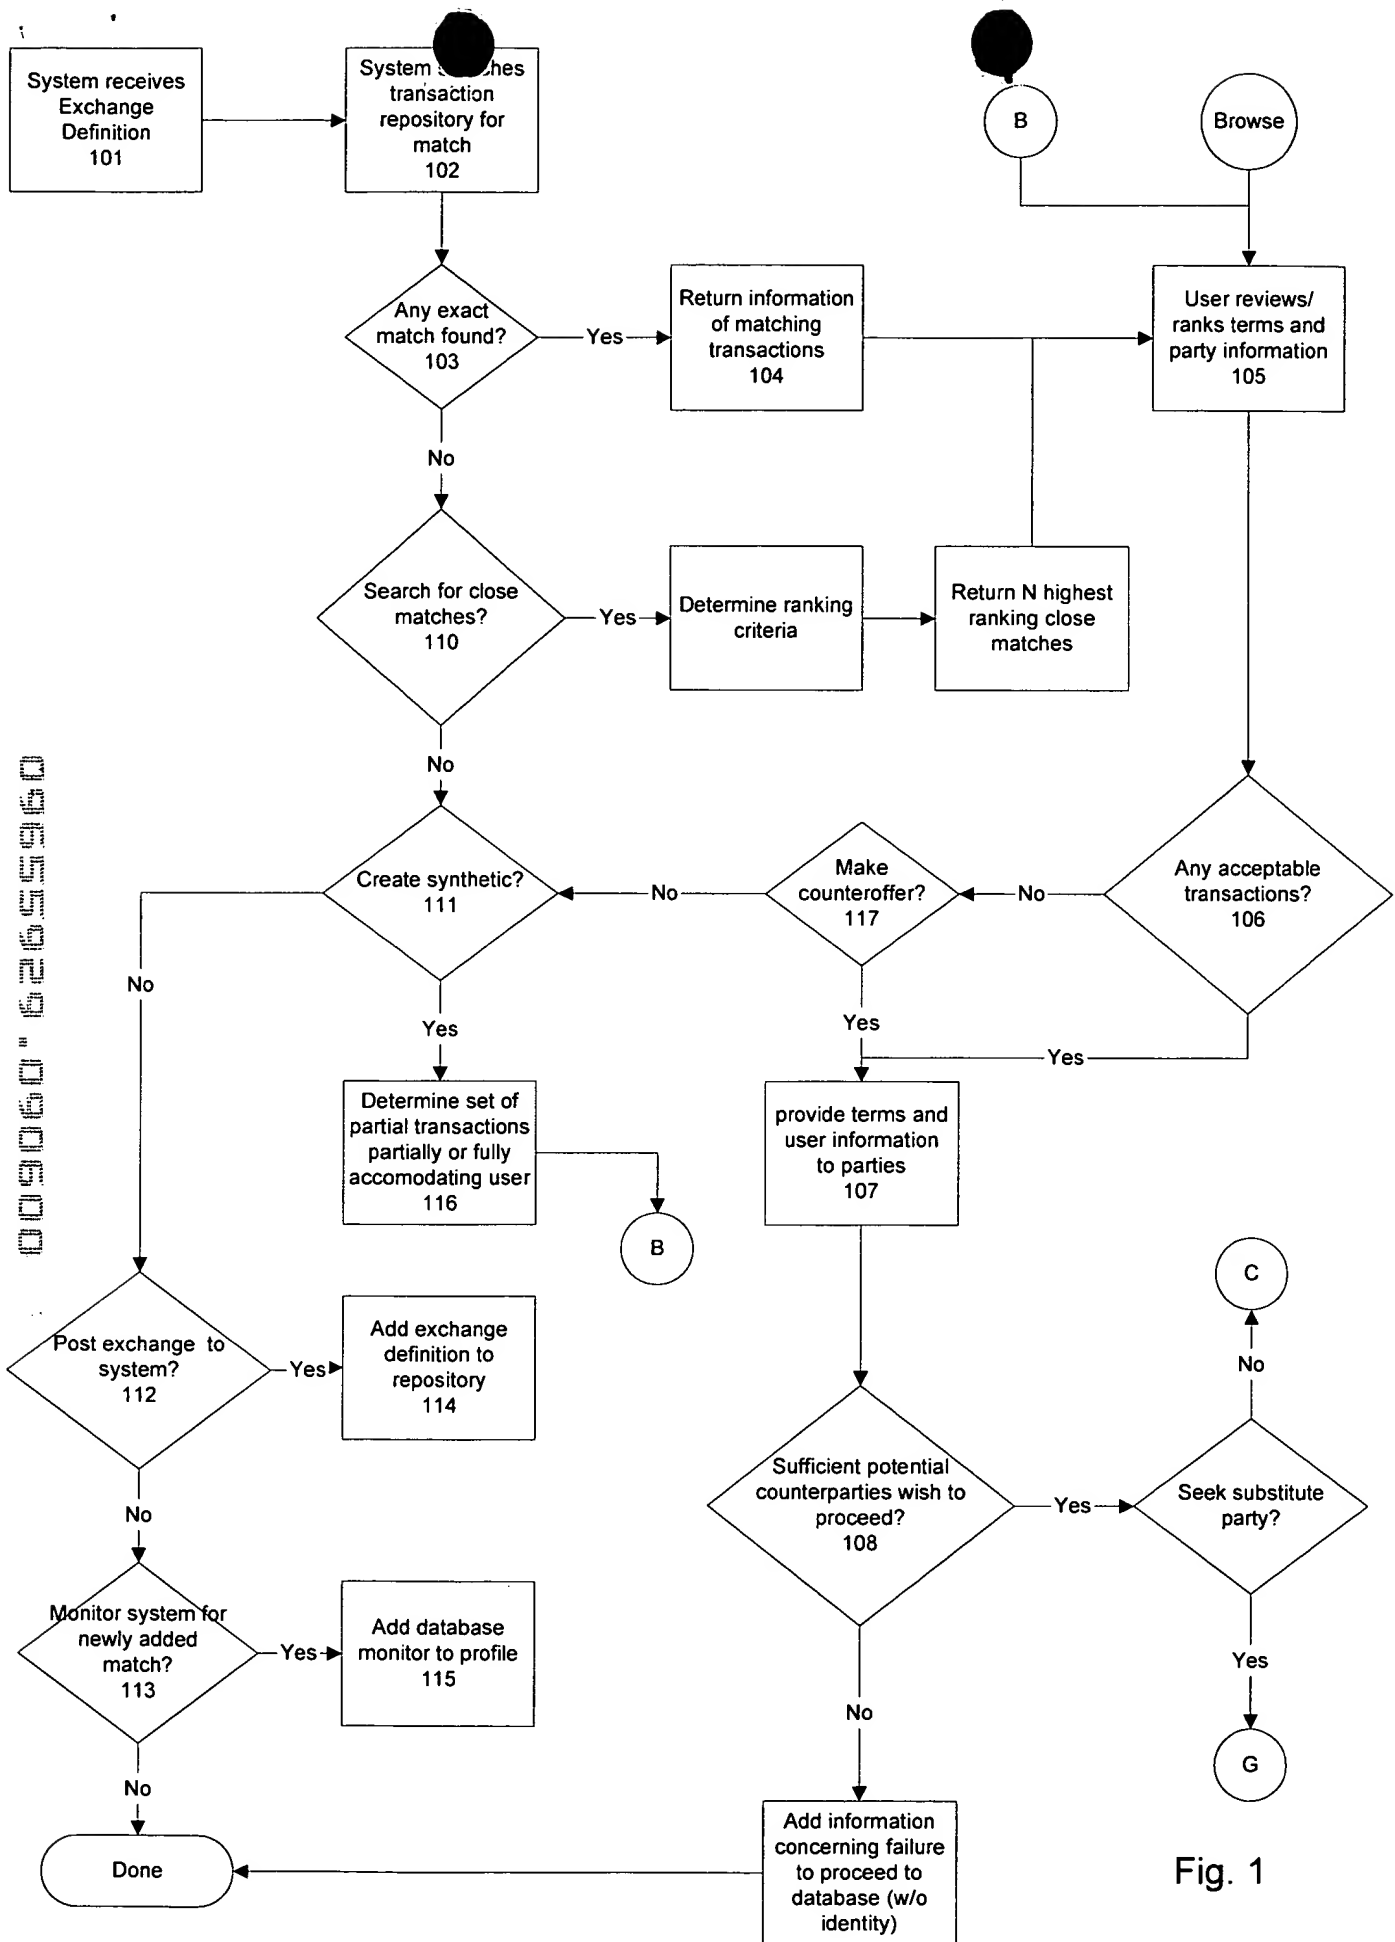 System receives
Exchange
Definition
101
System
transaction
repository for
match
102
B
Browse
Any exact
match found?
103
Yes
Return information
of matching
transactions
104
User reviews/
ranks terms and
party information
105
No
Search for close
matches?
110
Yes
Determine ranking
criteria
Return N highest
ranking close
matches
No
Create synthetic?
111
No
Make
counteroffer?
117
No
Any acceptable
transactions?
106
No
Yes
Yes
Yes
Determine set of
partial transactions
partially or fully
accomodating user
116
B
provide terms and
user information
to parties
107
C
No
Post exchange to
system?
112
Yes
Add exchange
definition to
repository
114
Sufficient potential
counterparties wish to
proceed?
108
Yes
Seek substitute
party?
No
Monitor system for
newly added
match?
113
Yes
Add database
monitor to profile
115
Yes
G
No
No
Done
Add information
concerning failure
to proceed to
database (w/o
identity)
Fig. 1